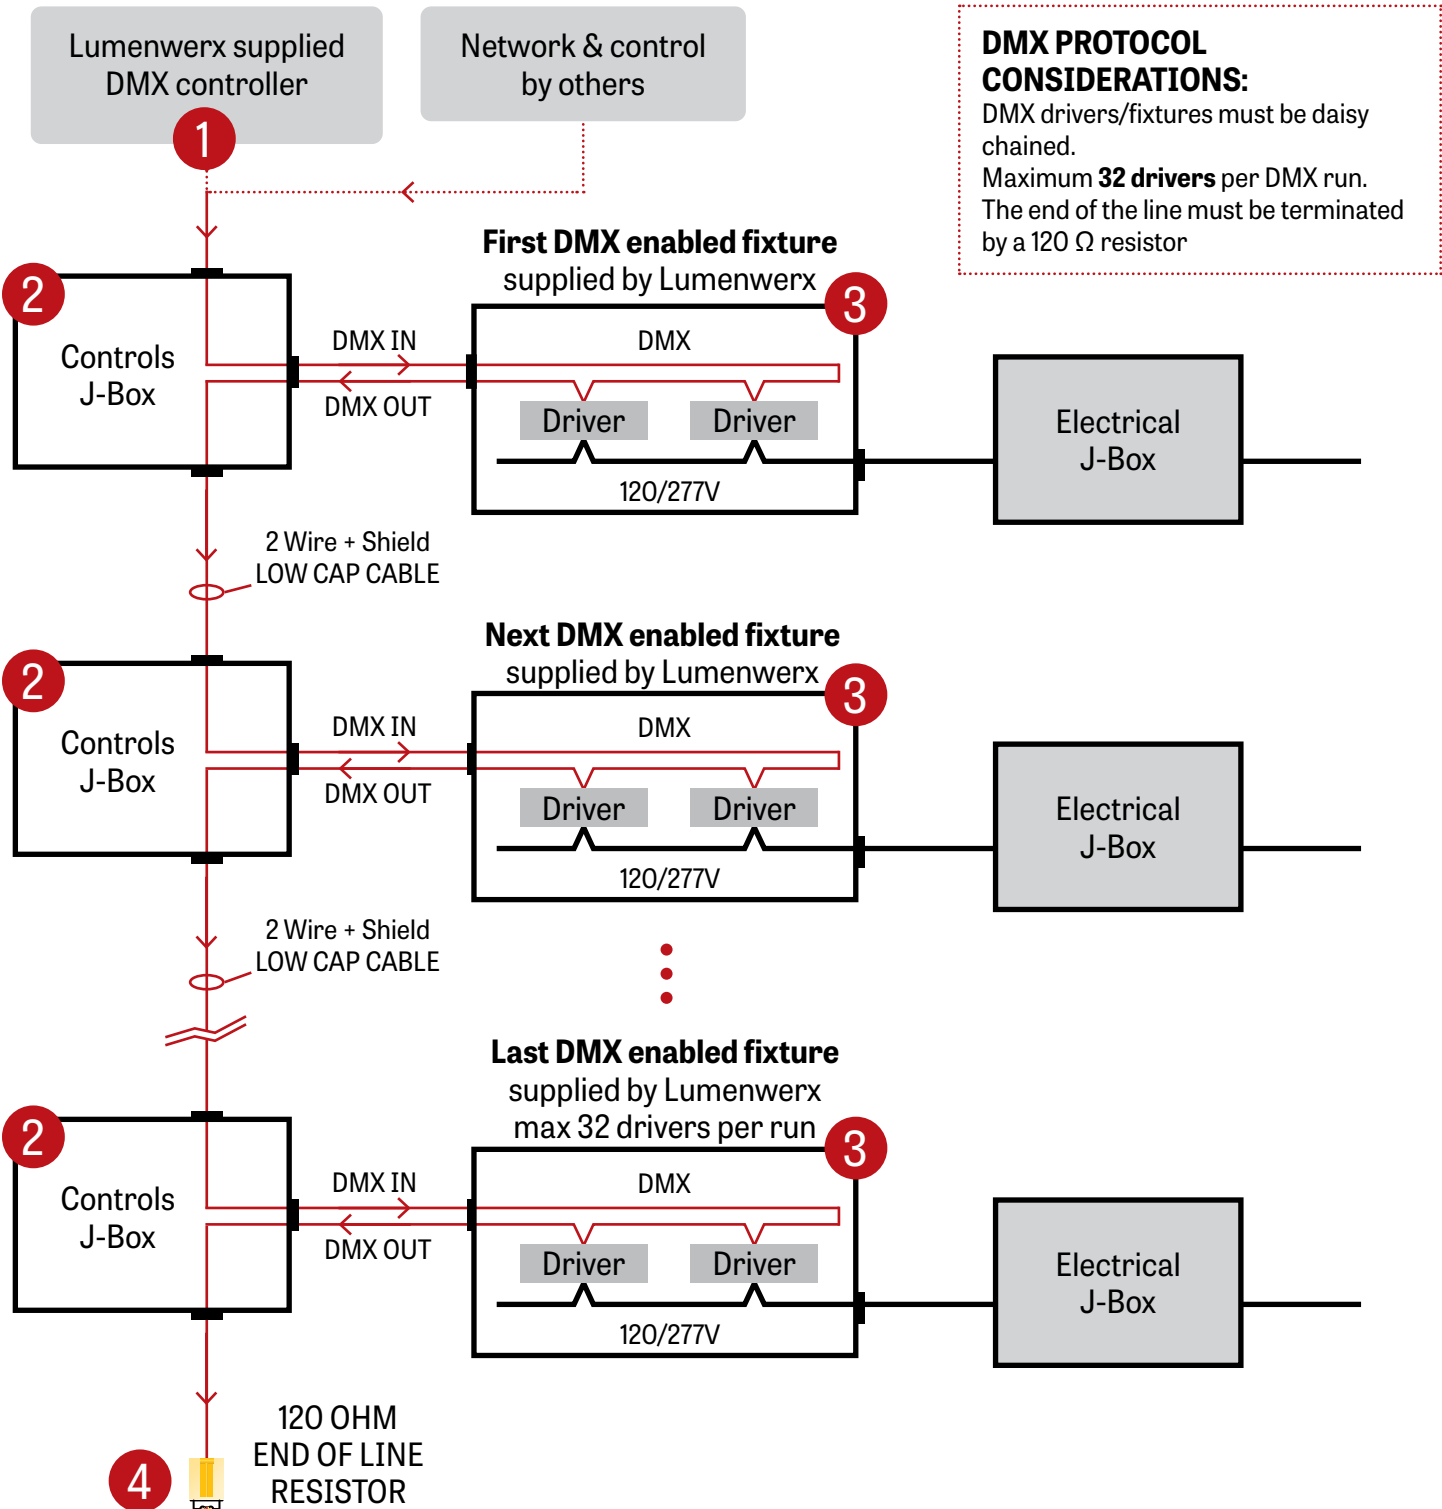 Lumenwerx supplied
DMX controller
1
Network & control
by others
DMX PROTOCOL
CONSIDERATIONS:
DMX drivers/fixtures must be daisy
chained.
Maximum 32 drivers per DMX run.
The end of the line must be terminated
by a 120 Ω resistor
2
Controls
J-Box
DMX IN
DMX OUT
First DMX enabled fixture
supplied by Lumenwerx
3
DMX
Driver
Driver
120/277V
Electrical
J-Box
2 Wire + Shield
LOW CAP CABLE
2
Controls
J-Box
DMX IN
DMX OUT
Next DMX enabled fixture
supplied by Lumenwerx
3
DMX
Driver
Driver
120/277V
Electrical
J-Box
2 Wire + Shield
LOW CAP CABLE
2
Controls
J-Box
DMX IN
DMX OUT
Last DMX enabled fixture
supplied by Lumenwerx
max 32 drivers per run
3
DMX
Driver
Driver
120/277V
Electrical
J-Box
4
120 OHM
END OF LINE
RESISTOR